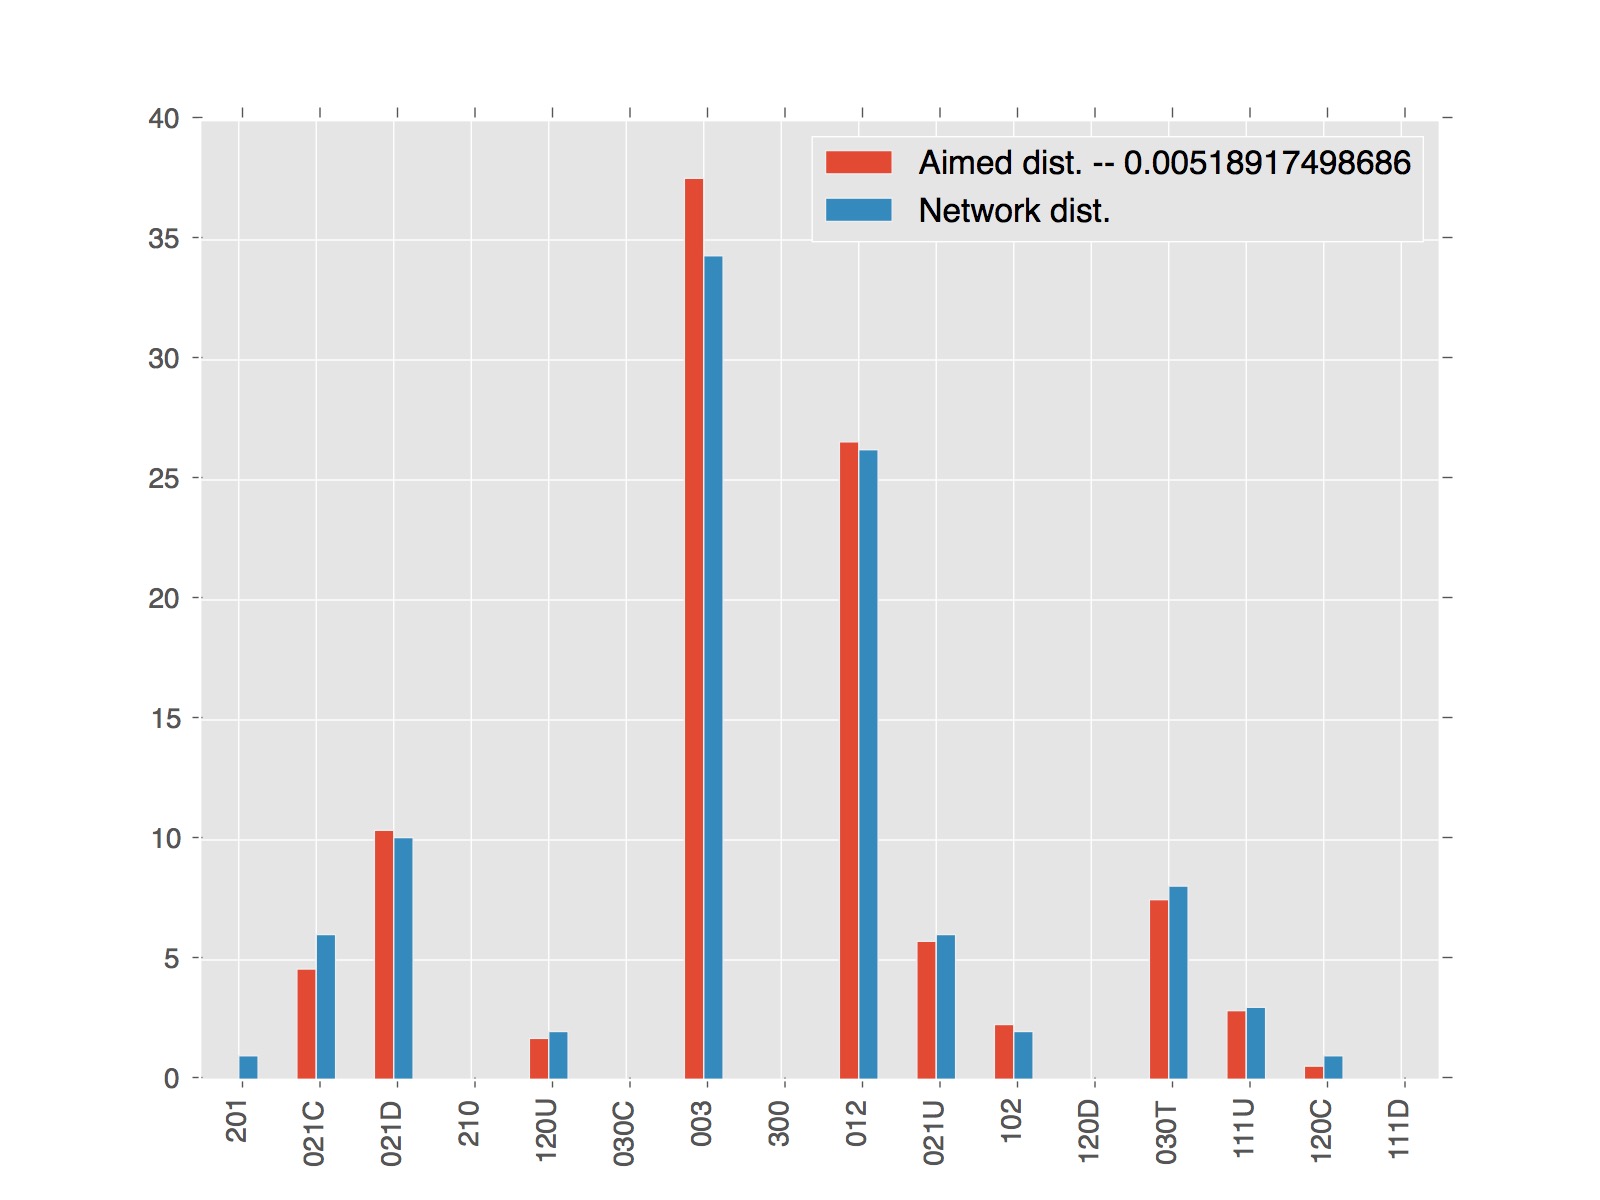 40
35
30
25
20
15
10
5
0
Aimed dist. -- 0.00518917498686
Network dist.
201
021C
021D
210
120U
030C
003
300
012
021U
102
120D
030T
111U
120C
111D